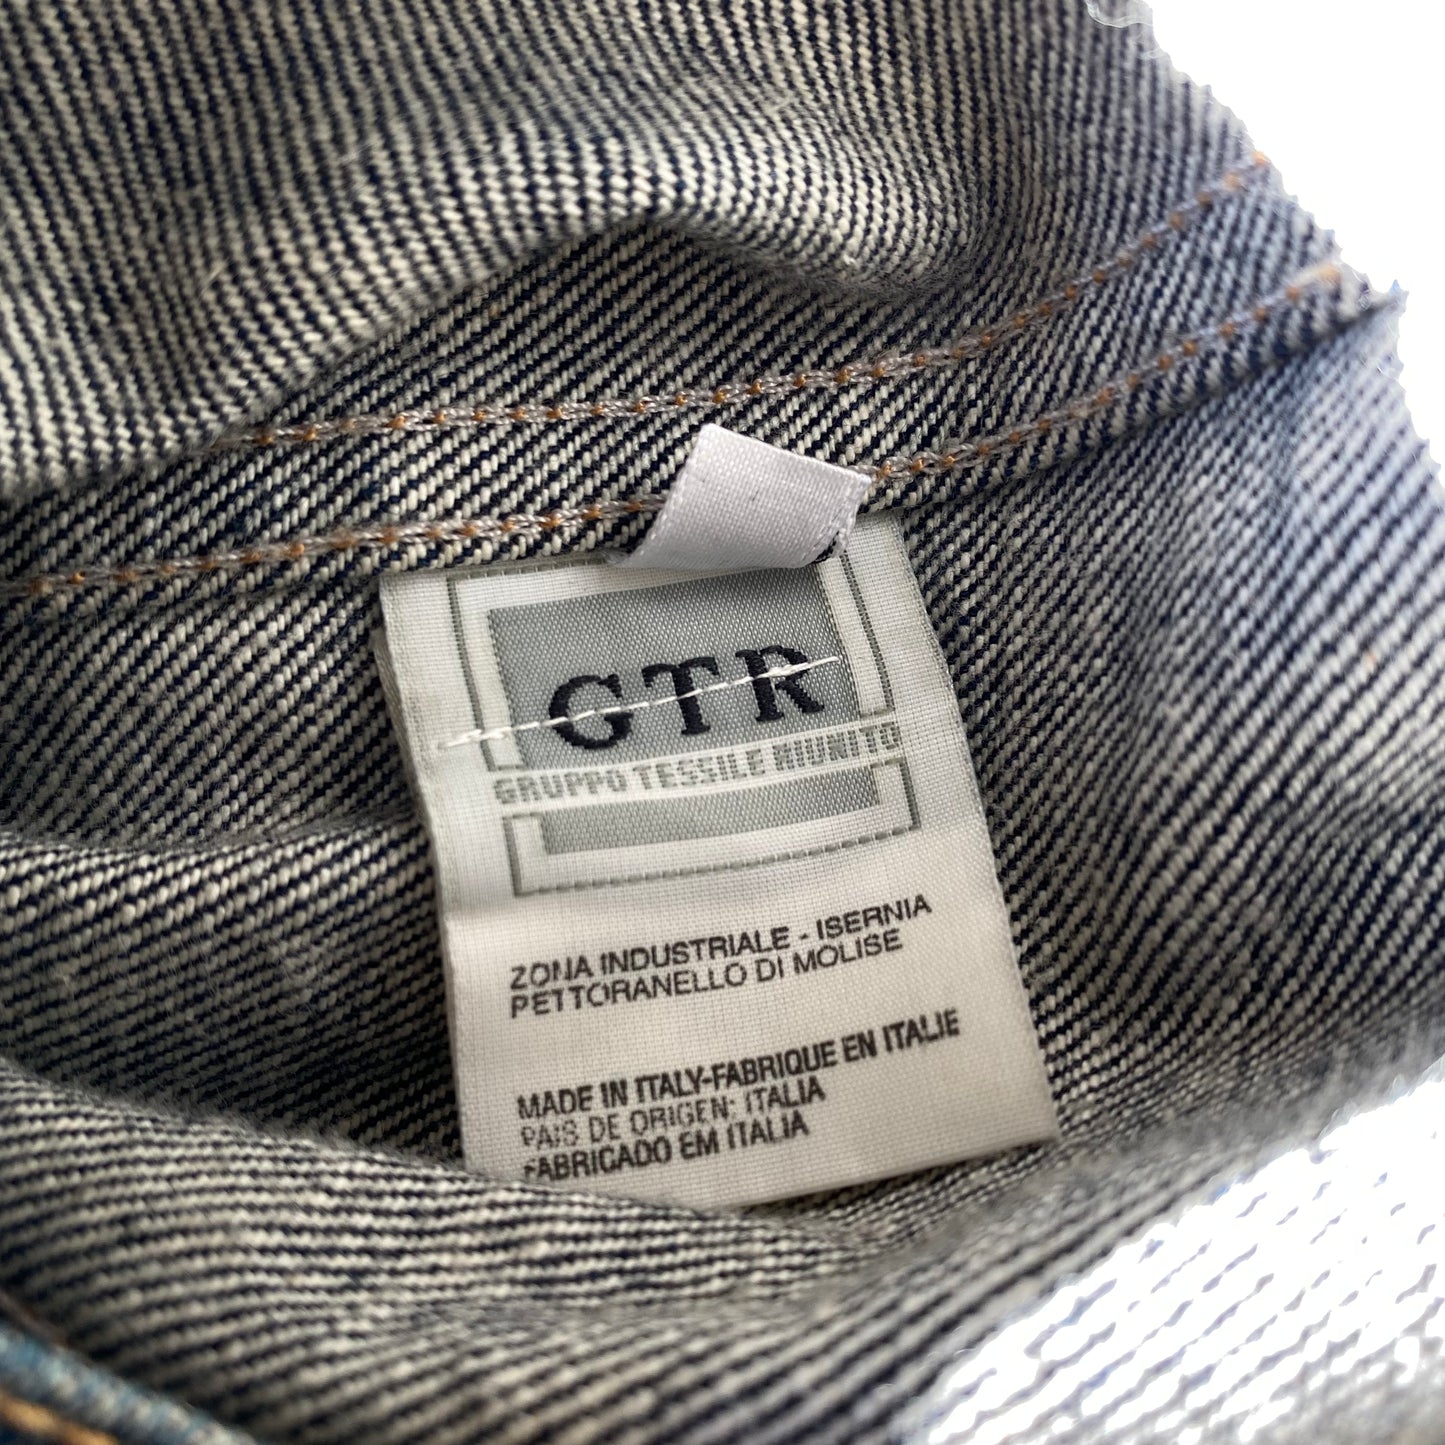 GTR
GRUPPO TESSILE RIUNITO
ZONA INDUSTRIALE - ISERNIA
PETTORANELLO DI MOLISE
MADE IN ITALY-FABRIQUE EN ITALIE
PAIS DE ORIGEN: ITALIA
FABRICADO EM ITALIA